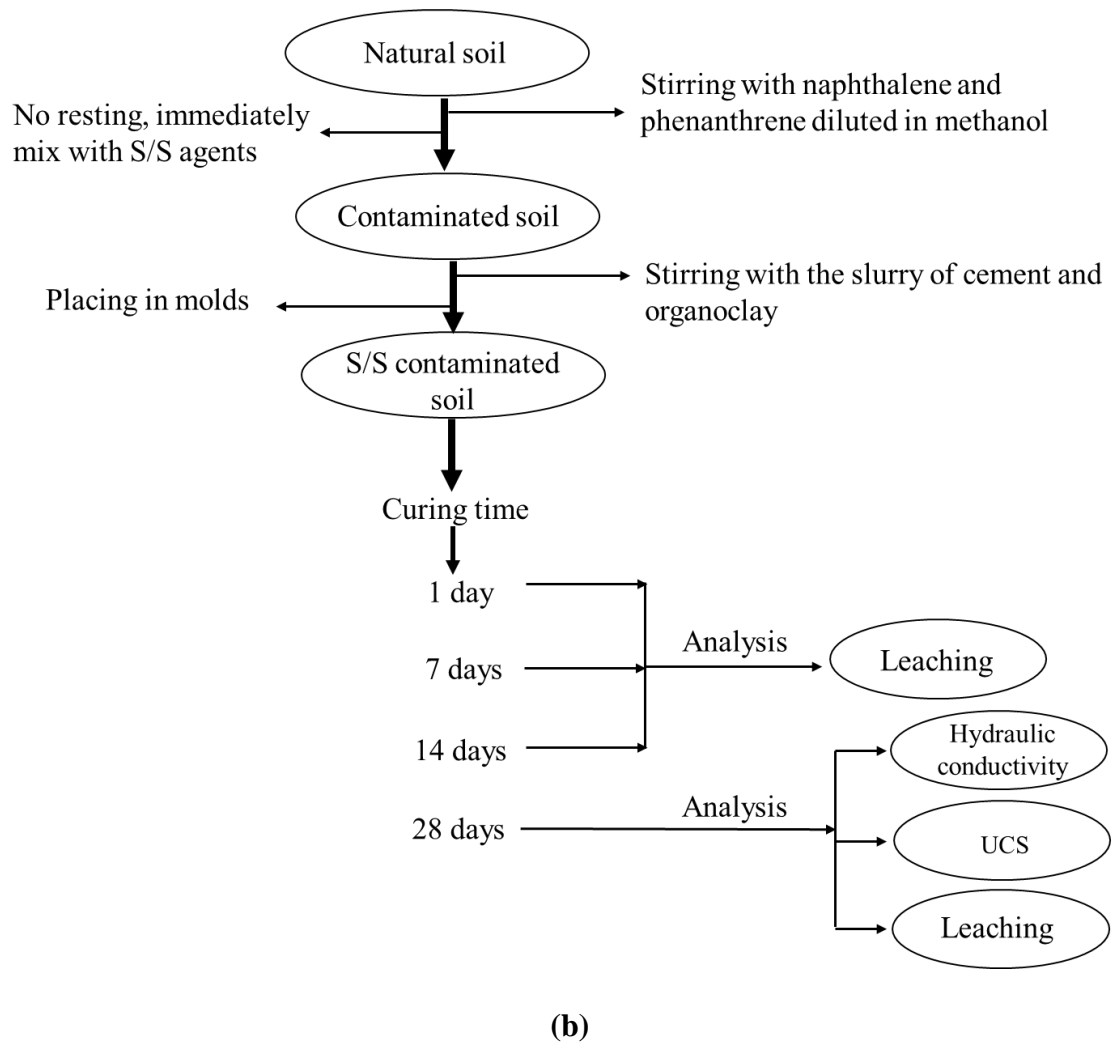 Natural soil
Stirring with naphthalene and
phenanthrene diluted in methanol
No resting, immediately
mix with S/S agents
Contaminated soil
Stirring with the slurry of cement and
organoclay
Placing in molds
S/S contaminated
soil
Curing time
1 day
7 days
14 days
Analysis
Leaching
28 days
Analysis
Hydraulic
conductivity
UCS
Leaching
(b)